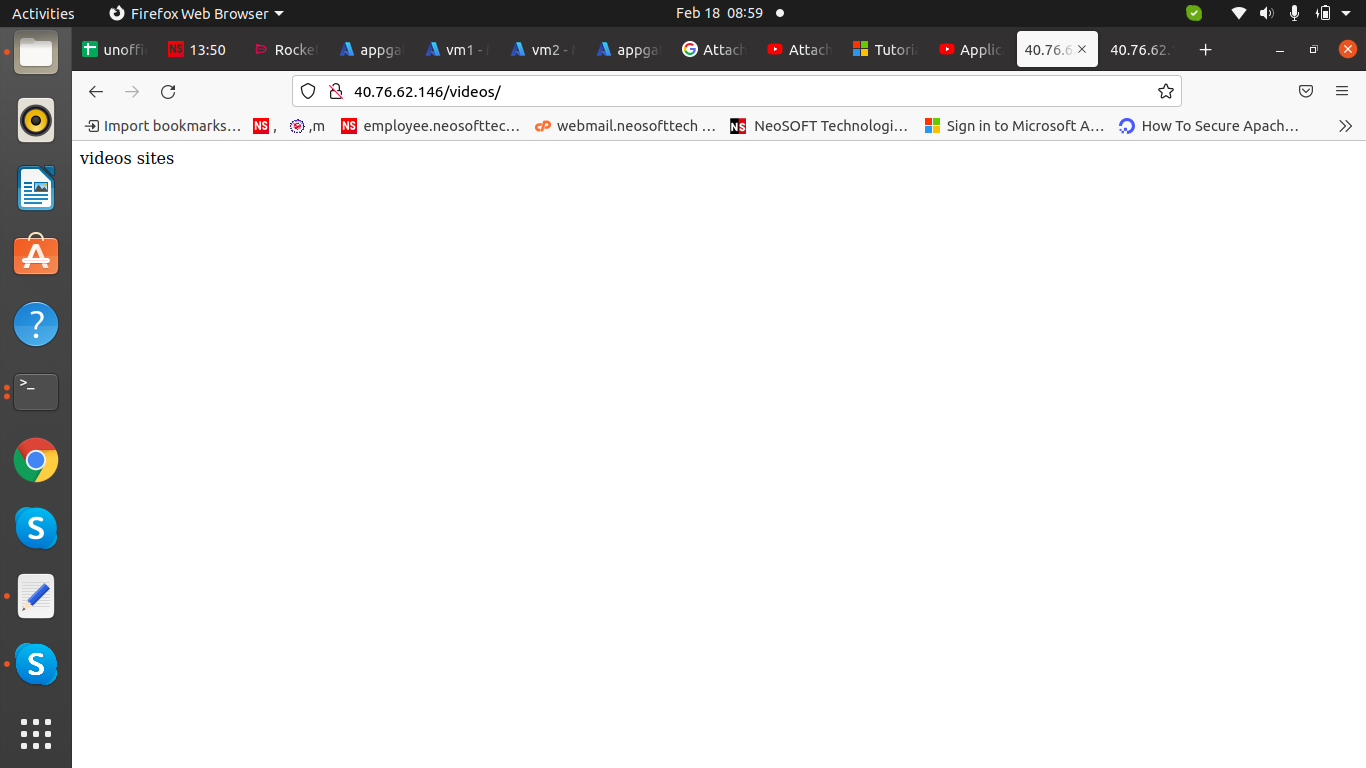 Activities Firefox Web Browser Feb 18 08:59
unoffi 13:50 Rocke appga vm1 - vm2 - appga Attach Attach Tutoria Applic 40.76.6 40.76.62.
40.76.62.146/videos/
Import bookmarks... , ,m employee.neosofttec... webmail.neosofttech ... NeoSOFT Technologi... Sign in to Microsoft A... How To Secure Apach...
videos sites